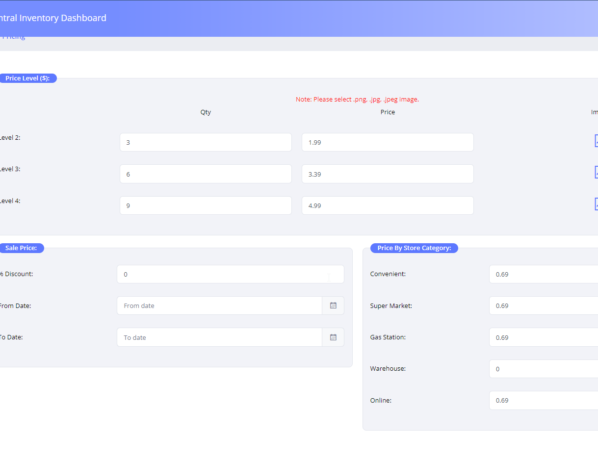 ntral Inventory Dashboard
Pricing
Price Level ($):
Note: Please select .png, .jpg, .jpeg image.
Qty Price Im
Level 2: 3 1.99
Level 3: 6 3.39
Level 4: 9 4.99
Sale Price:
% Discount: 0
From Date: From date
To Date: To date
Price By Store Category:
Convenient: 0.69
Super Market: 0.69
Gas Station: 0.69
Warehouse: 0
Online: 0.69